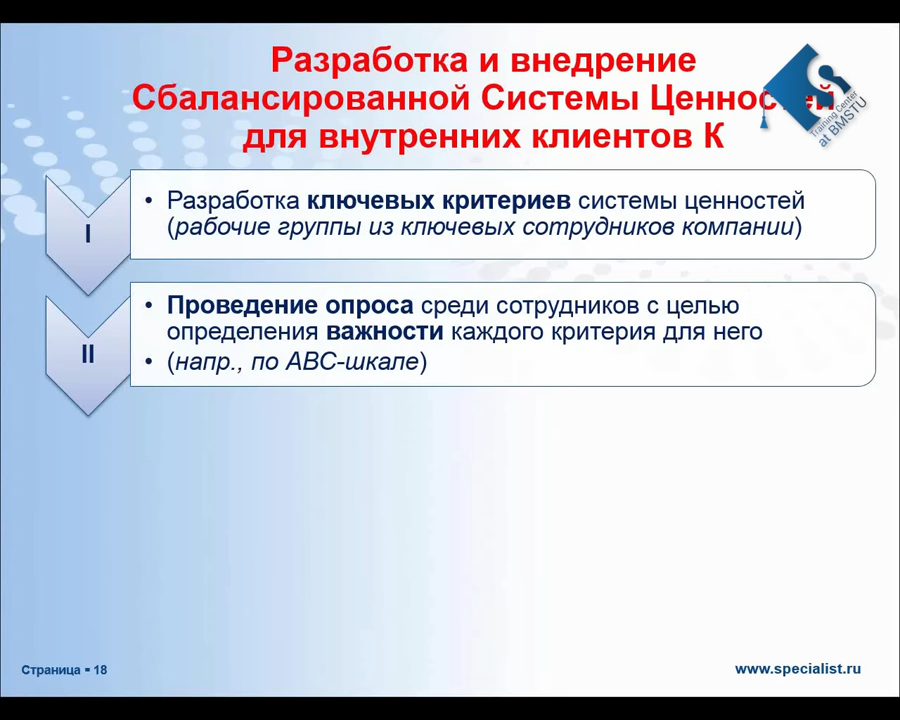 Разработка и внедрение
Сбалансированной Системы Ценностей
для внутренних клиентов К
Training Center
at BMSTU
I
• Разработка ключевых критериев системы ценностей
(рабочие группы из ключевых сотрудников компании)
II
• Проведение опроса среди сотрудников с целью
определения важности каждого критерия для него
• (напр., по АВС-шкале)
Страница ▪ 18
www.specialist.ru